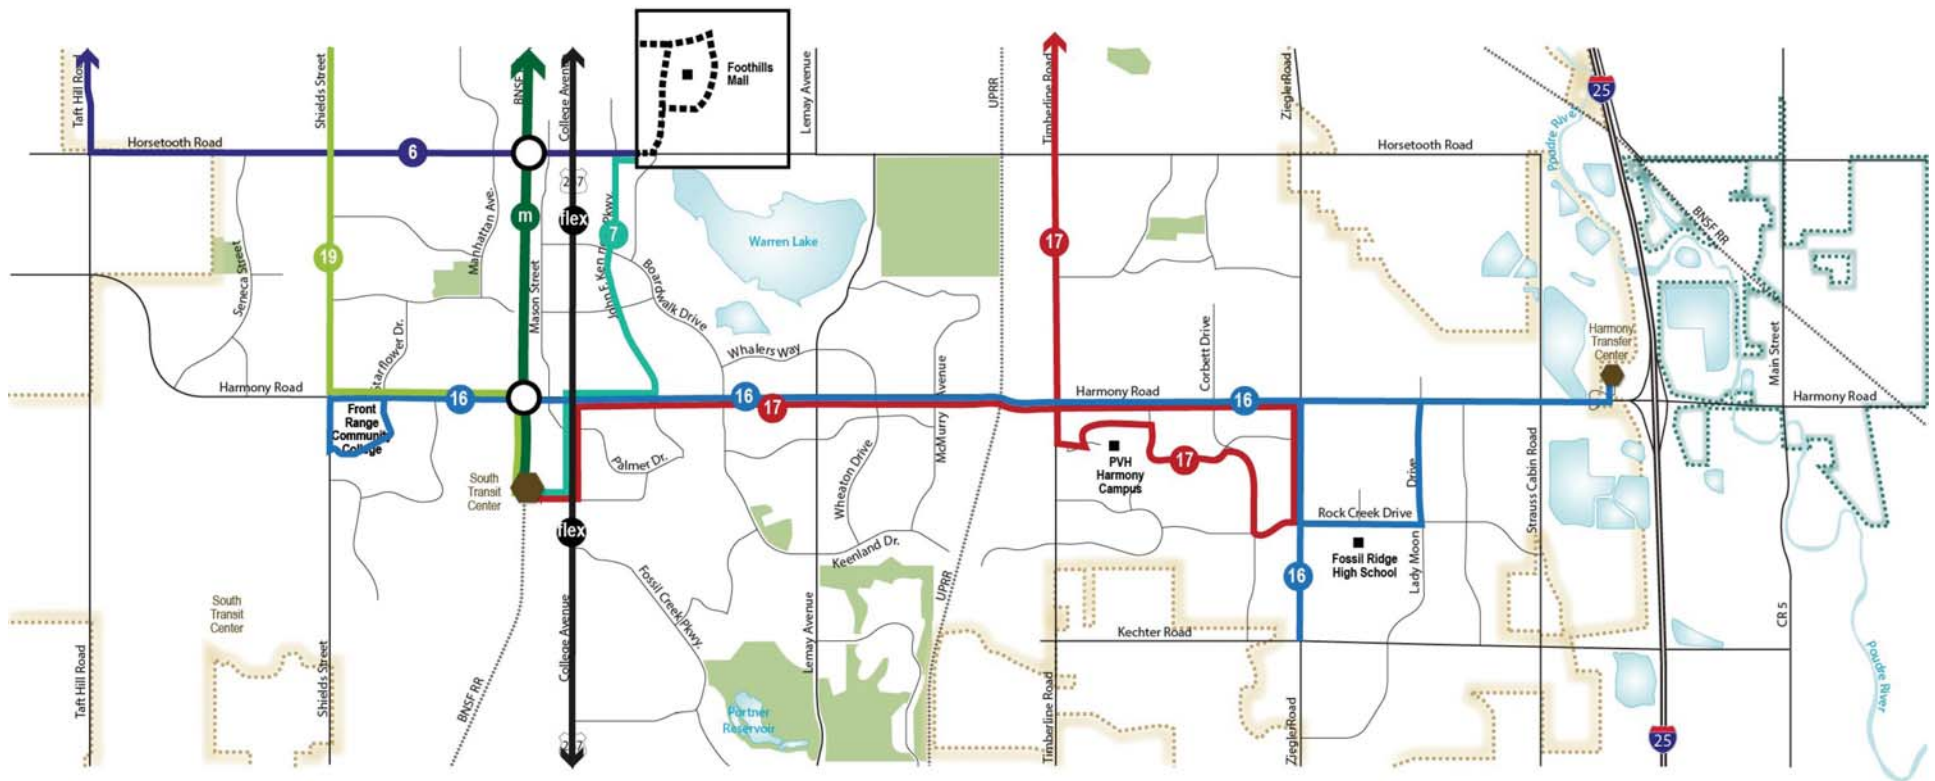 Taft Hill Road
Shields Street
BNSF
College Avenue
Foothills
Mall
Lemay Avenue
UPRR
Timberline Road
Ziegler Road
25
Poudre River
Horsetooth Road
6
Horsetooth Road
287
Manhattan Ave.
m
flex
7
17
19
Warren Lake
BNSF RR
Seneca Street
Mason Street
Boardwalk Drive
Starflower Dr.
Whalers Way
Corbett Drive
Harmony
Transfer
Center
Main Street
Harmony Road
16
16
17
McMurry Avenue
Harmony Road
16
Harmony Road
Front
Range
Community
College
Palmer Dr.
Wheaton Drive
PVH
Harmony
Campus
17
Drive
Strauss Cabin Road
South
Transit
Center
flex
Rock Creek Drive
Keenland Dr.
Fossil Ridge
High School
Lady Moon
16
UPRR
Fossil Creek Pkwy.
South
Transit
Center
CR 5
Kechter Road
Taft Hill Road
Shields Street
BNSF RR
College Avenue
Lemay Avenue
Portner
Reservoir
Timberline Road
Ziegler Road
Poudre River
25